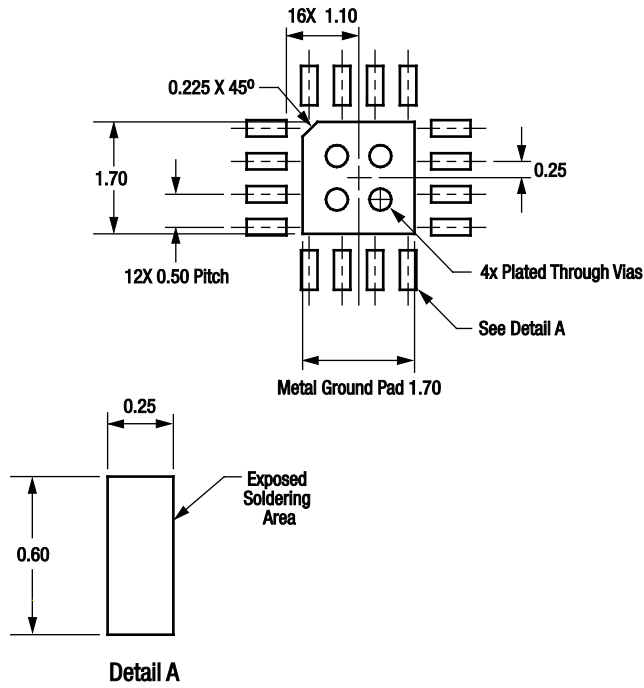 16X 1.10
0.225 X 45º
1.70
0.25
12X 0.50 Pitch
4x Plated Through Vias
See Detail A
Metal Ground Pad 1.70
0.25
Exposed
Soldering
Area
0.60
Detail A